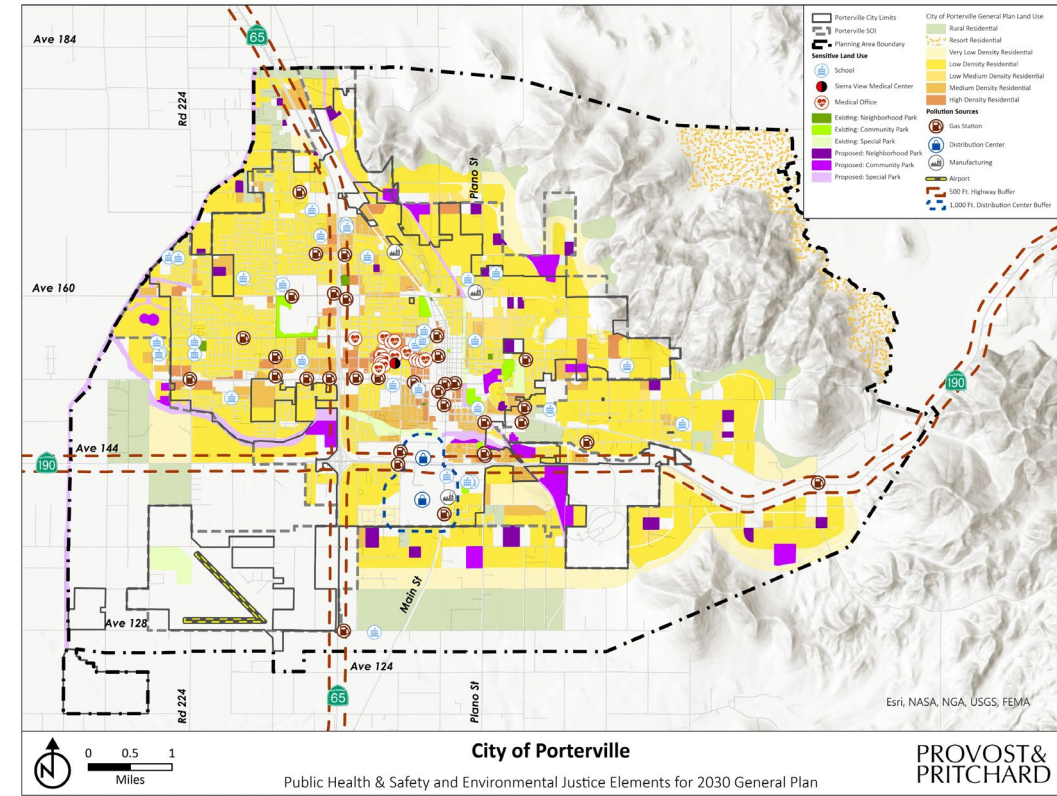 Ave 184
65
Rd 224
Plano St
Ave 160
190
Ave 144
190
Main St
Ave 128
Ave 124
65
Rd 224
Plano St
Esri, NASA, NGA, USGS, FEMA
Porterville City Limits
Porterville SOI
Planning Area Boundary
Sensitive Land Use
School
Sierra View Medical Center
Medical Office
Existing: Neighborhood Park
Existing: Community Park
Existing: Special Park
Proposed: Neighborhood Park
Proposed: Community Park
Proposed: Special Park
City of Porterville General Plan Land Use
Rural Residential
Resort Residential
Very Low Density Residential
Low Density Residential
Low Medium Density Residential
Medium Density Residential
High Density Residential
Pollution Sources
Gas Station
Distribution Center
Manufacturing
Airport
500 Ft. Highway Buffer
1,000 Ft. Distribution Center Buffer
N
0 0.5 1
Miles
City of Porterville
Public Health & Safety and Environmental Justice Elements for 2030 General Plan
PROVOST&
PRITCHARD